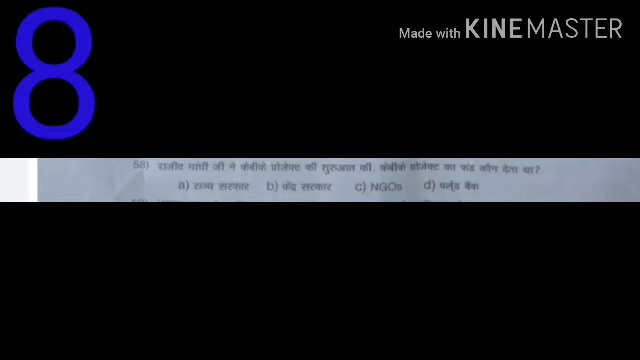 8
Made with KINEMASTER
58) राजीव गांधी जी ने केबीके प्रोजेक्ट की शुरुआत की, केबीके प्रोजेक्ट का फंड कौन देता था?
a) राज्य सरकार b) केंद्र सरकार c) NGOs d) वर्ल्ड बैंक